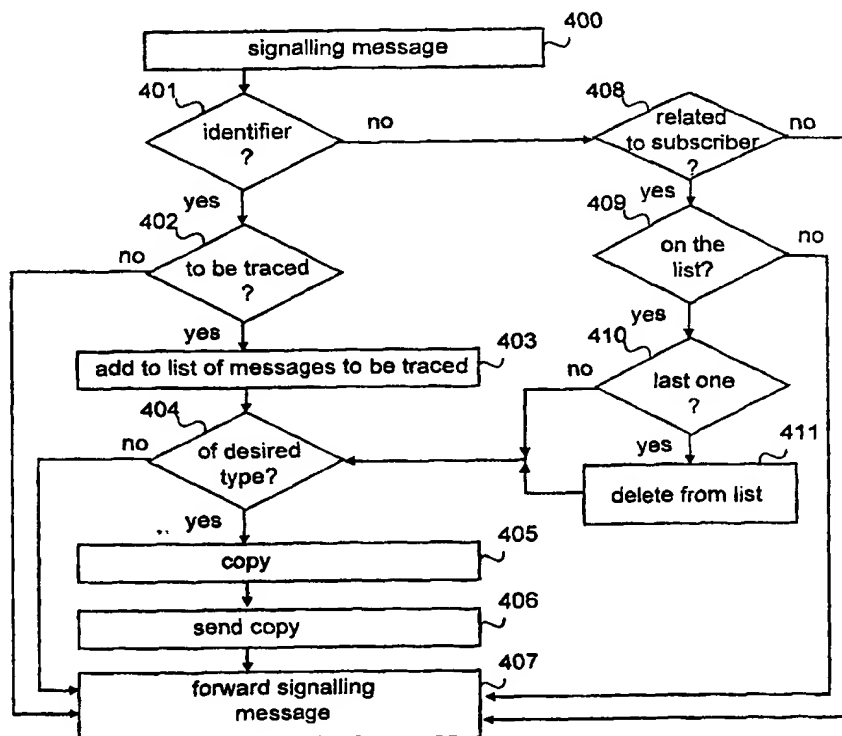 signalling message
400
401
identifier
?
no
yes
408
related
to subscriber
?
no
yes
402
to be traced
?
no
yes
409
on the
list?
no
yes
403
add to list of messages to be traced
410
last one
?
no
yes
404
of desired
type?
no
yes
411
delete from list
405
copy
406
send copy
407
forward signalling
message